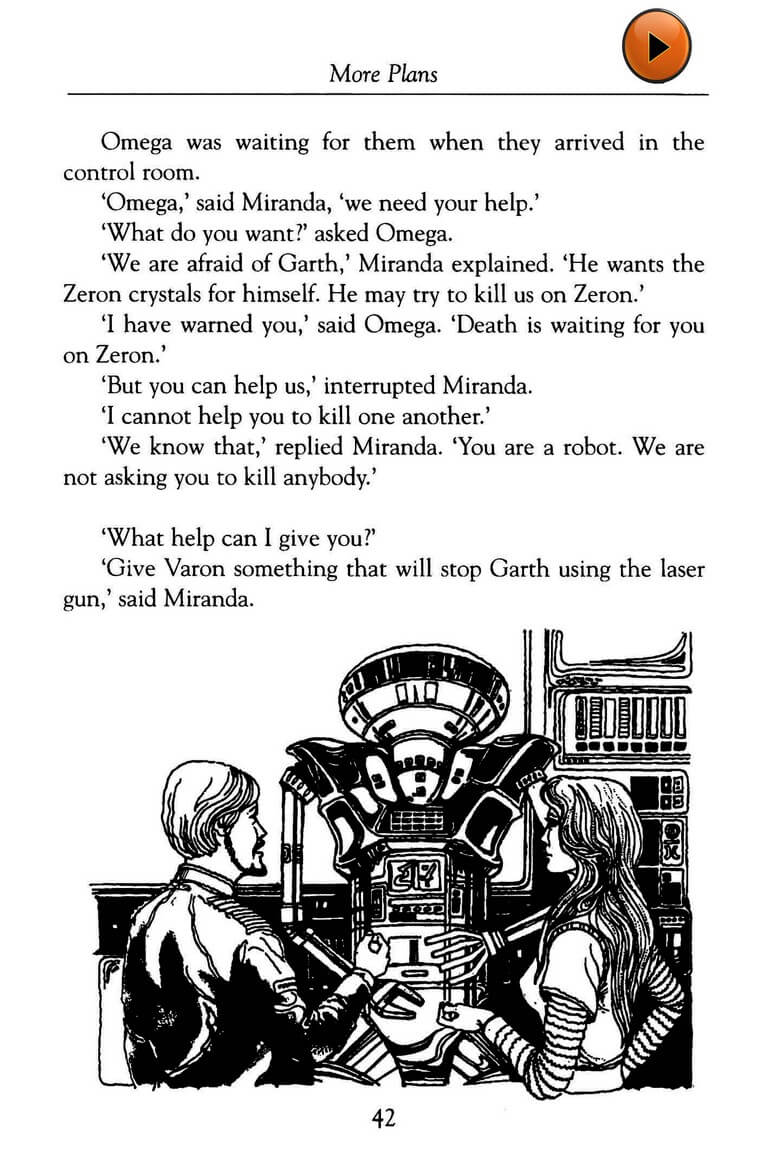 More Plans
Omega was waiting for them when they arrived in the
control room.
‘Omega,’ said Miranda, ‘we need your help.’
‘What do you want?’ asked Omega.
‘We are afraid of Garth,’ Miranda explained. ‘He wants the
Zeron crystals for himself. He may try to kill us on Zeron.’
‘I have warned you,’ said Omega. ‘Death is waiting for you
on Zeron.’
‘But you can help us,’ interrupted Miranda.
‘I cannot help you to kill one another.’
‘We know that,’ replied Miranda. ‘You are a robot. We are
not asking you to kill anybody.’
‘What help can I give you?’
‘Give Varon something that will stop Garth using the laser
gun,’ said Miranda.
42